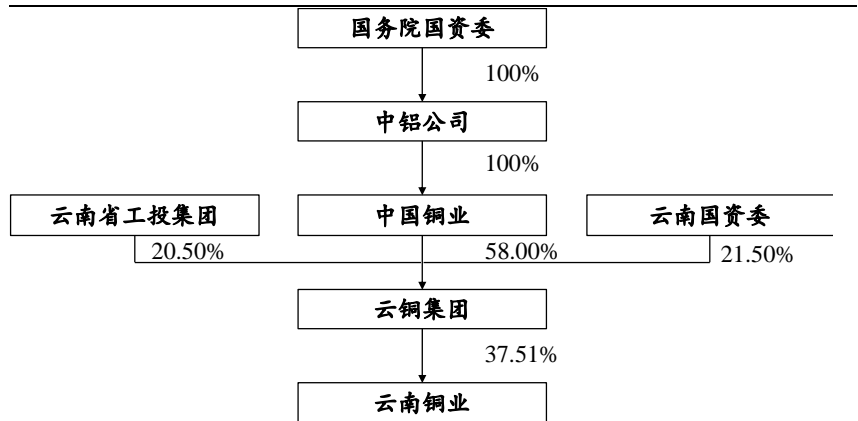 国务院国资委
100%
中铝公司
100%
云南省工投集团
中国铜业
云南国资委
20.50%
58.00%
21.50%
云铜集团
37.51%
云南铜业